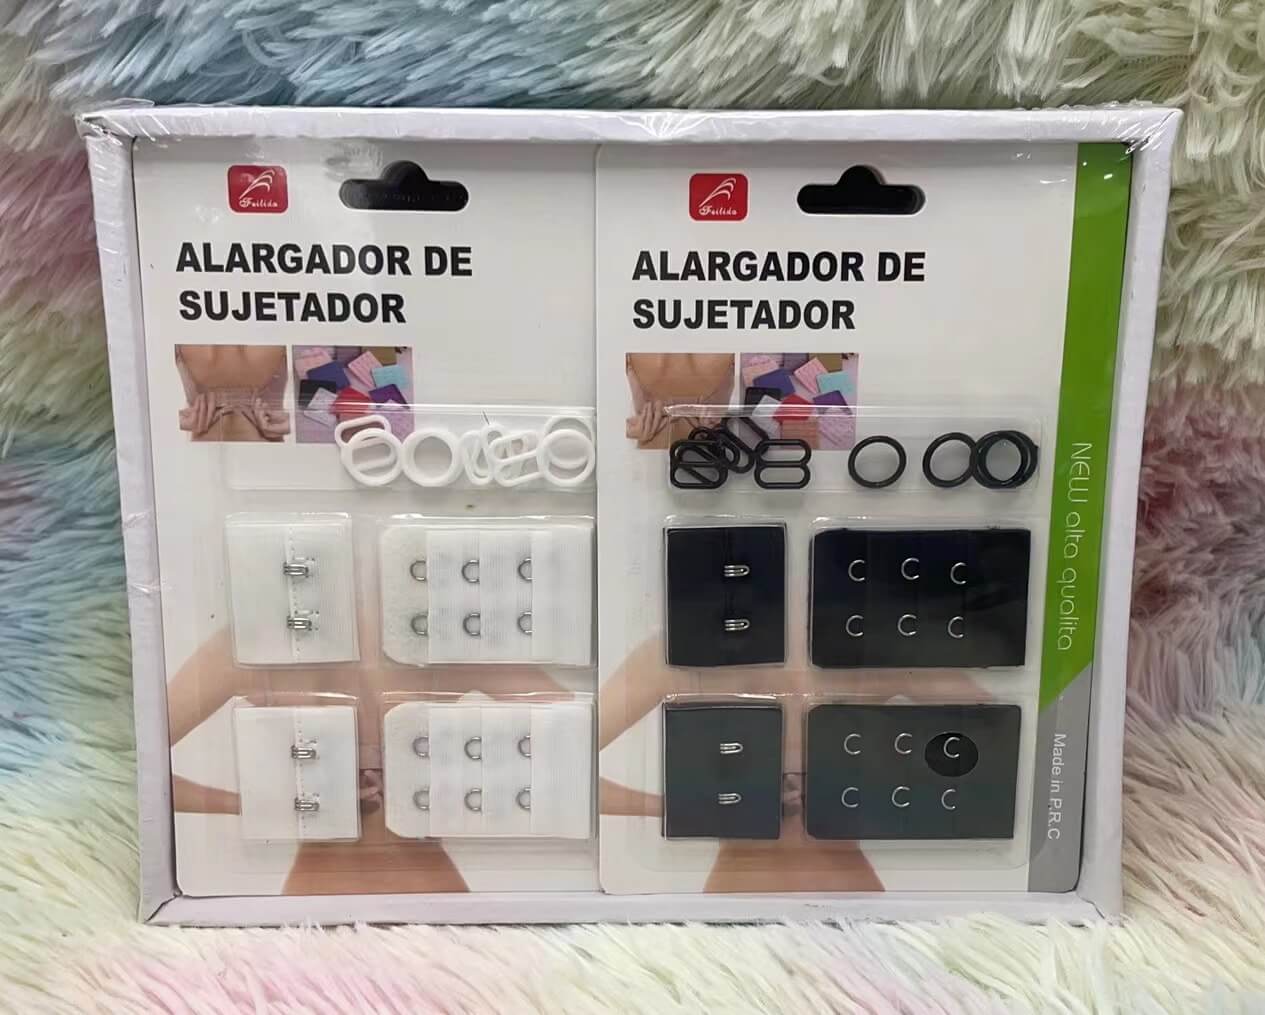 Feilida
ALARGADOR DE
SUJETADOR
Feilida
ALARGADOR DE
SUJETADOR
NEW alta qualita
Made in P.R.C